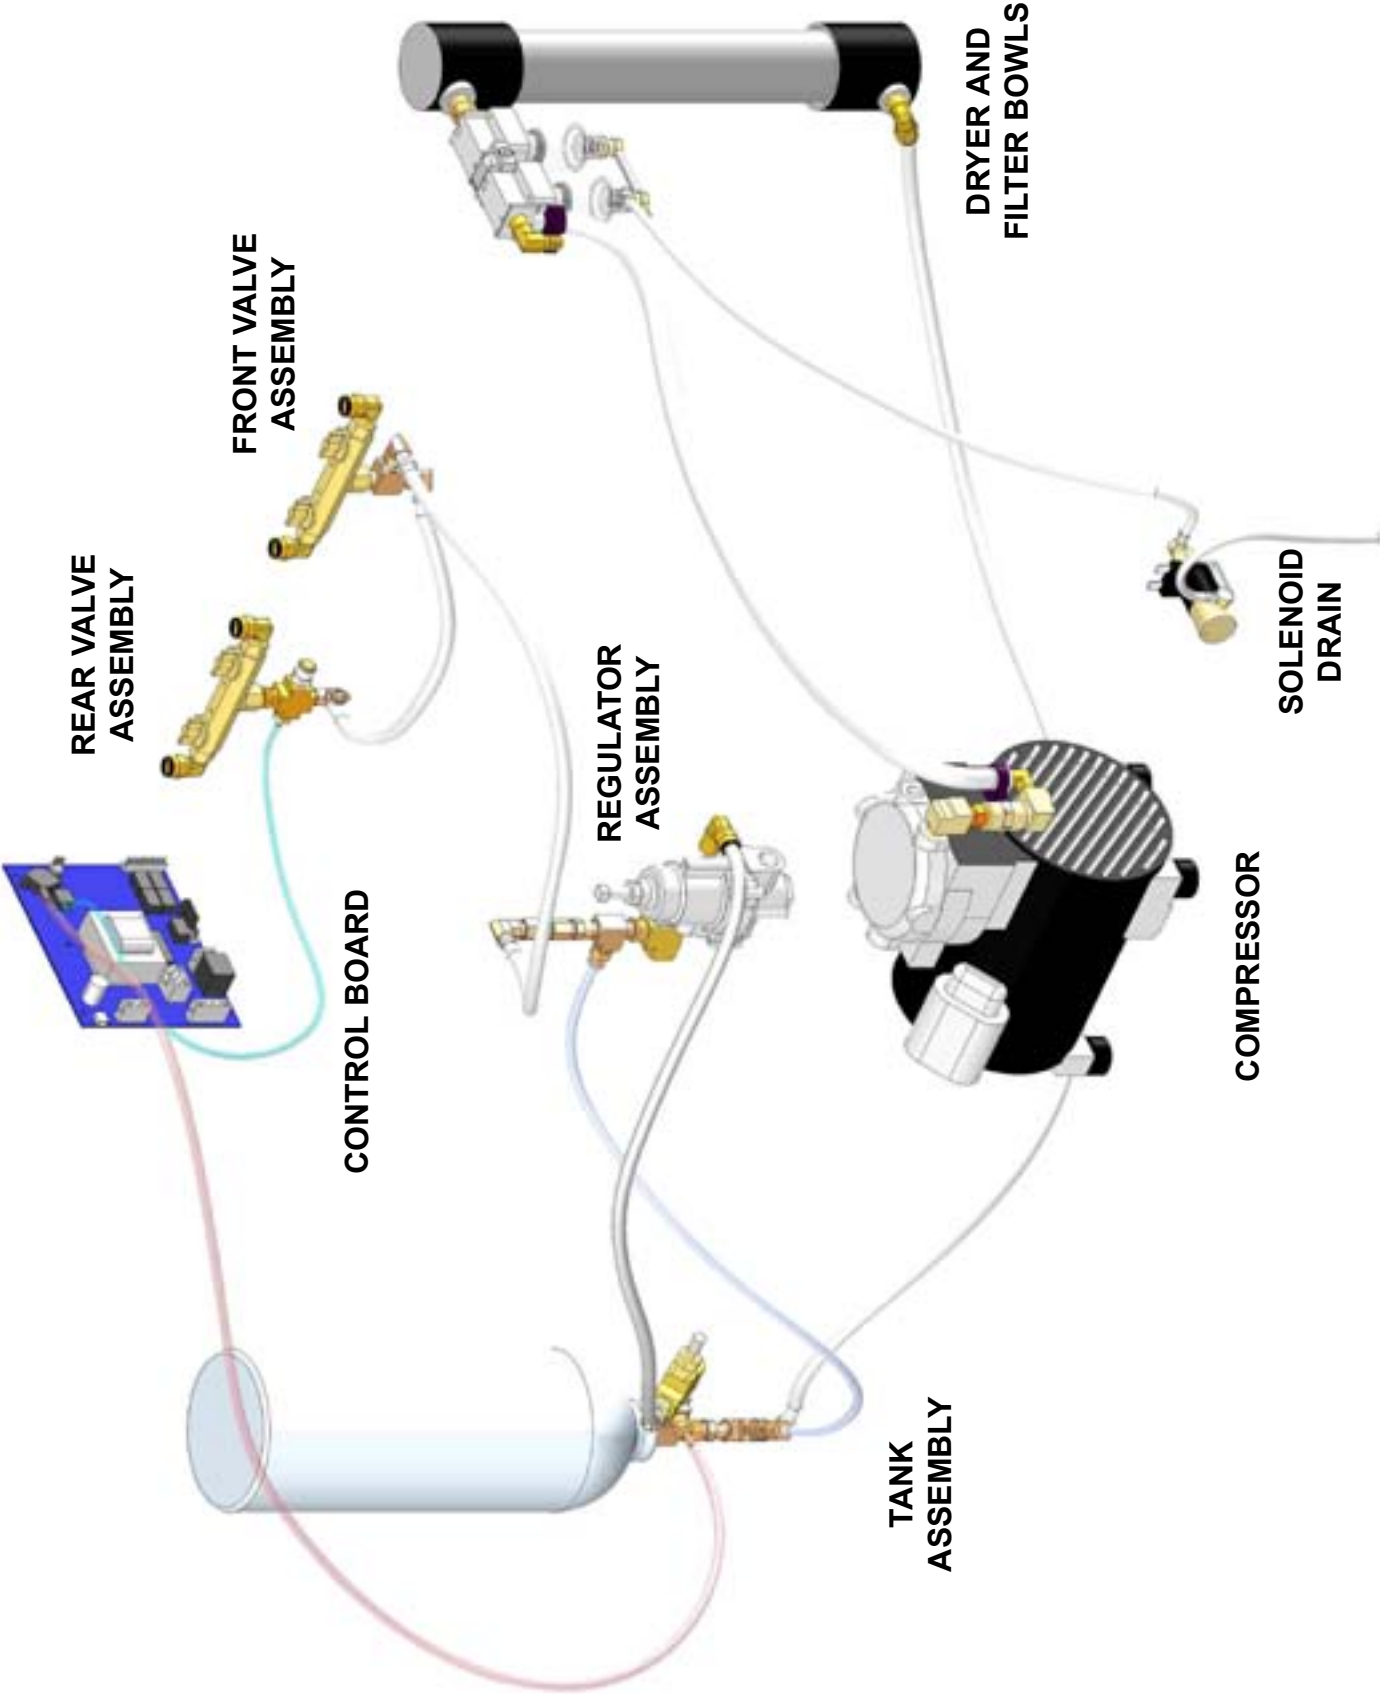 REAR VALVE
ASSEMBLY
FRONT VALVE
ASSEMBLY
CONTROL BOARD
REGULATOR
ASSEMBLY
DRYER AND
FILTER BOWLS
TANK
ASSEMBLY
COMPRESSOR
SOLENOID
DRAIN